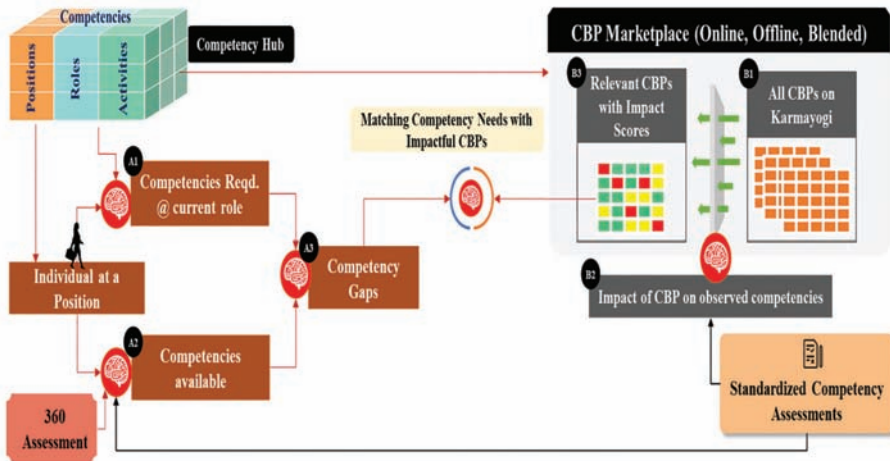 Competencies
Positions
Roles
Activities
Competency Hub
CBP Marketplace (Online, Offline, Blended)
B3
Relevant CBPs
with Impact
Scores
B1
All CBPs on
Karmayogi
Matching Competency Needs with
Impactful CBPs
A1
Competencies Reqd.
@ current role
A3
Competency
Gaps
Individual at a
Position
B2
Impact of CBP on observed competencies
A2
Competencies
available
360
Assessment
Standardized Competency
Assessments